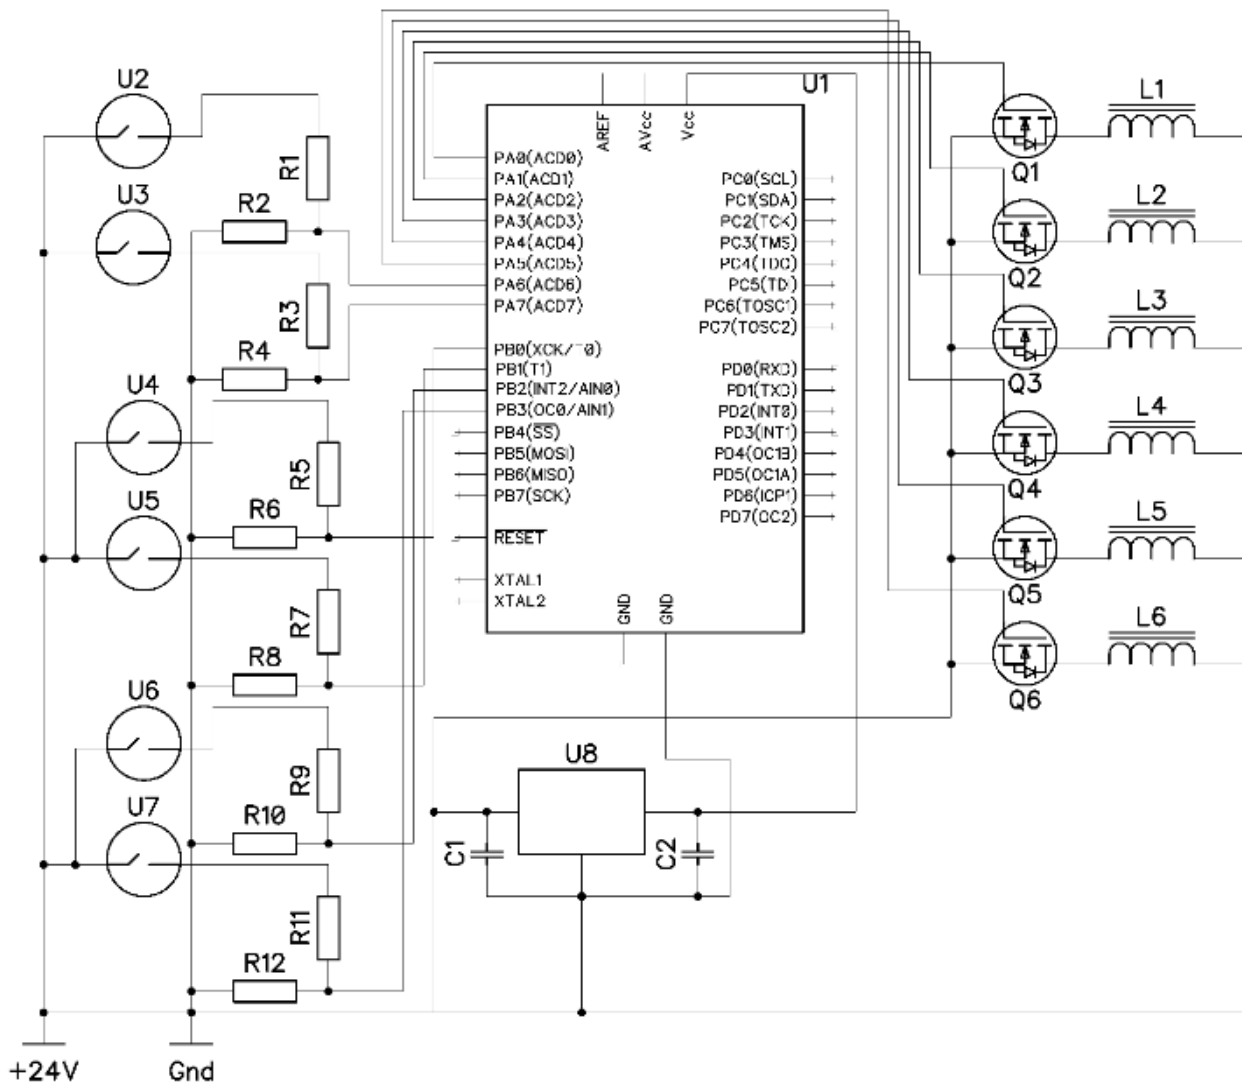 U2
U3
U4
U5
U6
U7
R1
R2
R3
R4
R5
R6
R7
R8
R9
R10
R11
R12
+24V
Gnd
U1
AREF
AVcc
Vcc
PA0(ACD0)
PA1(ACD1)
PA2(ACD2)
PA3(ACD3)
PA4(ACD4)
PA5(ACD5)
PA6(ACD6)
PA7(ACD7)
PB1(T1)
PB2(INT2/AIN0)
PB3(OC0/AIN1)
PB4(SS)
PB5(MOSI)
PB6(MISO)
PB7(SCK)
RESET
XTAL1
XTAL2
GND
GND
PC0(SCL)
PC1(SDA)
PC2(TCK)
PC3(TMS)
PC4(TDO)
PC5(TDI)
PC6(TOSC1)
PC7(TOSC2)
PD0(RXD)
PD1(TXD)
PD2(INT0)
PD3(INT1)
PD4(OC1B)
PD5(OC1A)
PD6(ICP1)
PD7(OC2)
U8
C1
C2
Q1
Q2
Q3
Q4
Q5
Q6
L1
L2
L3
L4
L5
L6